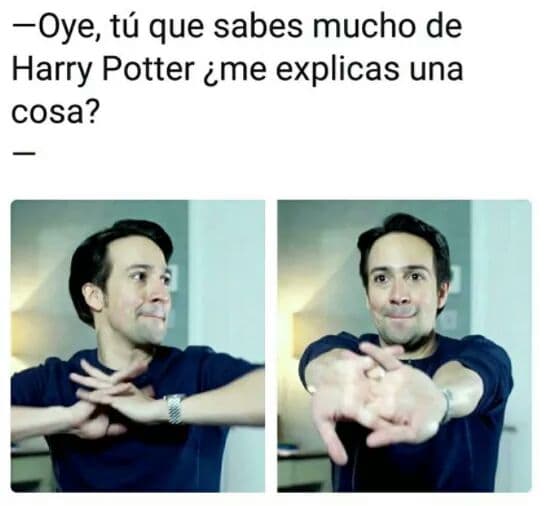 —Oye, tú que sabes mucho de
Harry Potter ¿me explicas una
cosa?
—